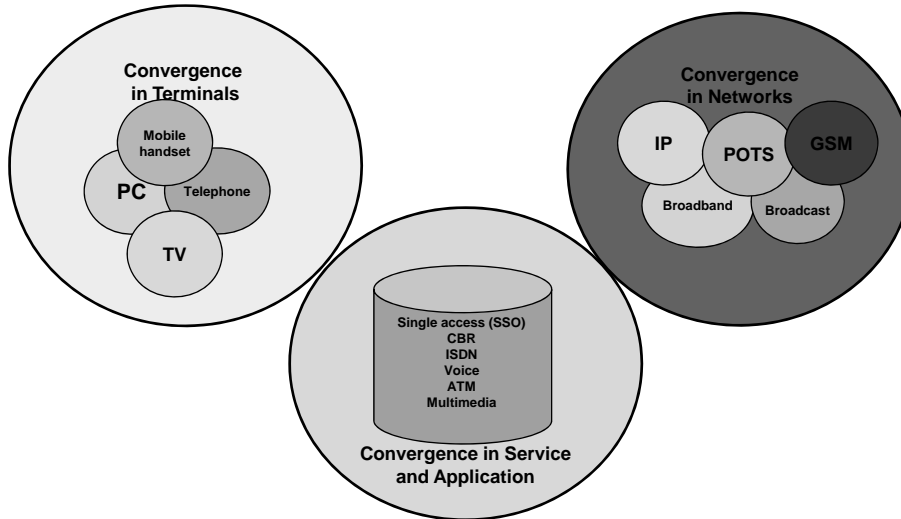 Convergence
in Terminals
Mobile
handset
PC
Telephone
TV
Convergence
in Networks
IP
POTS
GSM
Broadband
Broadcast
Single access (SSO)
CBR
ISDN
Voice
ATM
Multimedia
Convergence in Service
and Application